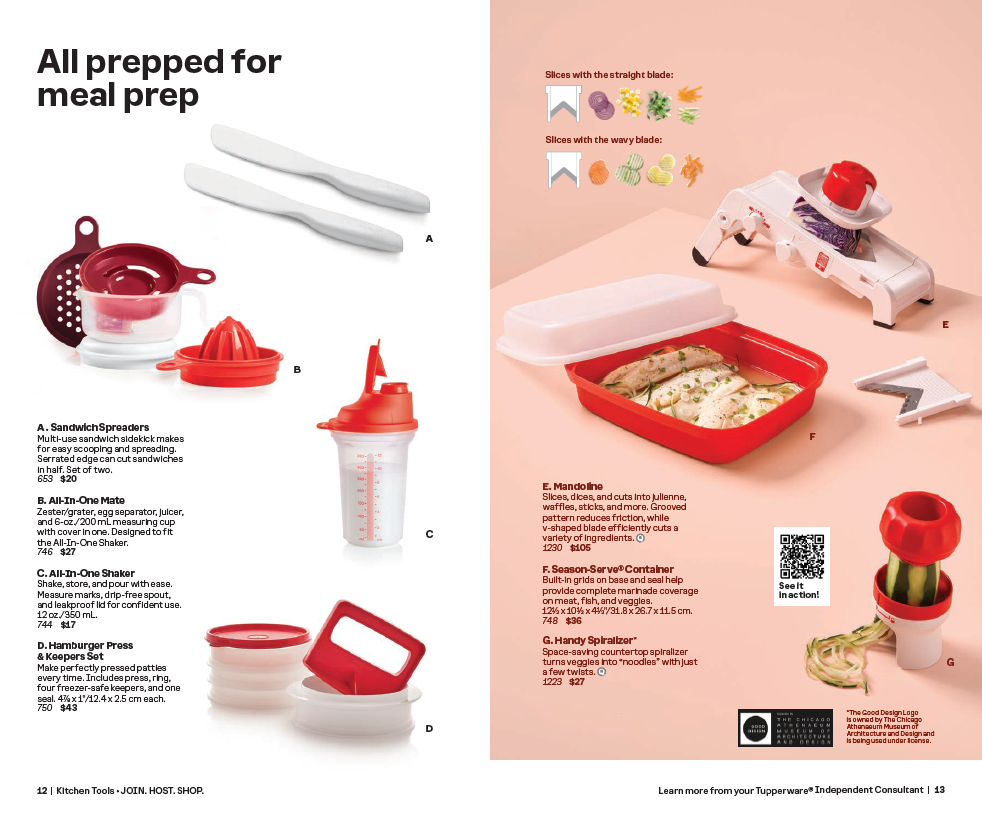 All prepped for
meal prep
A
B
C
D
A. Sandwich Spreaders
Multi-use sandwich sidekick makes
for easy scooping and spreading.
Serrated edge can cut sandwiches
in half. Set of two.
653 $20
B. All-In-One Mate
Zester/grater, egg separator, juicer,
and 6-oz./200 mL measuring cup
with cover in one. Designed to fit
the All-In-One Shaker.
746 $27
C. All-In-One Shaker
Shake, store, and pour with ease.
Measure marks, drip-free spout,
and leakproof lid for confident use.
12 oz./350 mL.
744 $17
D. Hamburger Press
& Keepers Set
Make perfectly pressed patties
every time. Includes press, ring,
four freezer-safe keepers, and one
seal. 4⅞ x 1"/12.4 x 2.5 cm each.
750 $43
12 | Kitchen Tools • JOIN. HOST. SHOP.
Slices with the straight blade:
Slices with the wavy blade:
E
F
G
E. Mandoline
Slices, dices, and cuts into julienne,
waffles, sticks, and more. Grooved
pattern reduces friction, while
v-shaped blade efficiently cuts a
variety of ingredients.
1230 $105
F. Season-Serve® Container
Built-in grids on base and seal help
provide complete marinade coverage
on meat, fish, and veggies.
31.8 x 26.7 x 11.5 cm.
748 $36
G. Handy Spiralizer*
Space-saving countertop spiralizer
turns veggies into "noodles" with just
a few twists.
1223 $27
See it
in action!
GOOD
DESIGN
THE CHICAGO
ATHENAEUM
MUSEUM OF
ARCHITECTURE
AND DESIGN
*The Good Design Logo
is owned by The Chicago
Athenaeum Museum of
Architecture and Design and
is being used under license.
Learn more from your Tupperware® Independent Consultant | 13